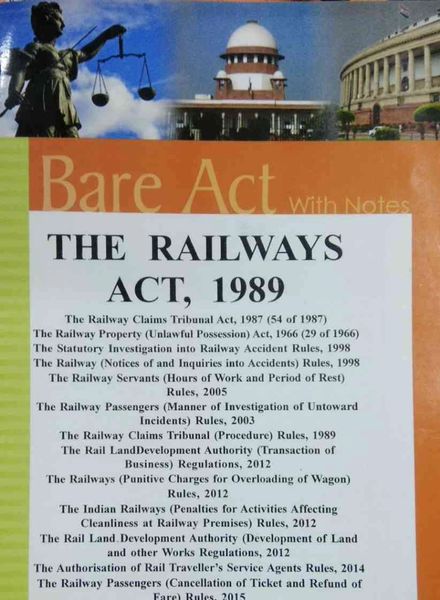 Bare Act With Notes
THE RAILWAYS
ACT, 1989
The Railway Claims Tribunal Act, 1987 (54 of 1987)
The Railway Property (Unlawful Possession) Act, 1966 (29 of 1966)
The Statutory Investigation into Railway Accident Rules, 1998
The Railway (Notices of and Inquiries into Accidents) Rules, 1998
The Railway Servants (Hours of Work and Period of Rest)
Rules, 2005
The Railway Passengers (Manner of Investigation of Untoward
Incidents) Rules, 2003
The Railway Claims Tribunal (Procedure) Rules, 1989
The Rail LandDevelopment Authority (Transaction of
Business) Regulations, 2012
The Railways (Punitive Charges for Overloading of Wagon)
Rules, 2012
The Indian Railways (Penalties for Activities Affecting
Cleanliness at Railway Premises) Rules, 2012
The Rail Land Development Authority (Development of Land
and other Works Regulations, 2012
The Authorisation of Rail Traveller's Service Agents Rules, 2014
The Railway Passengers (Cancellation of Ticket and Refund of
Fare) Rules, 2015